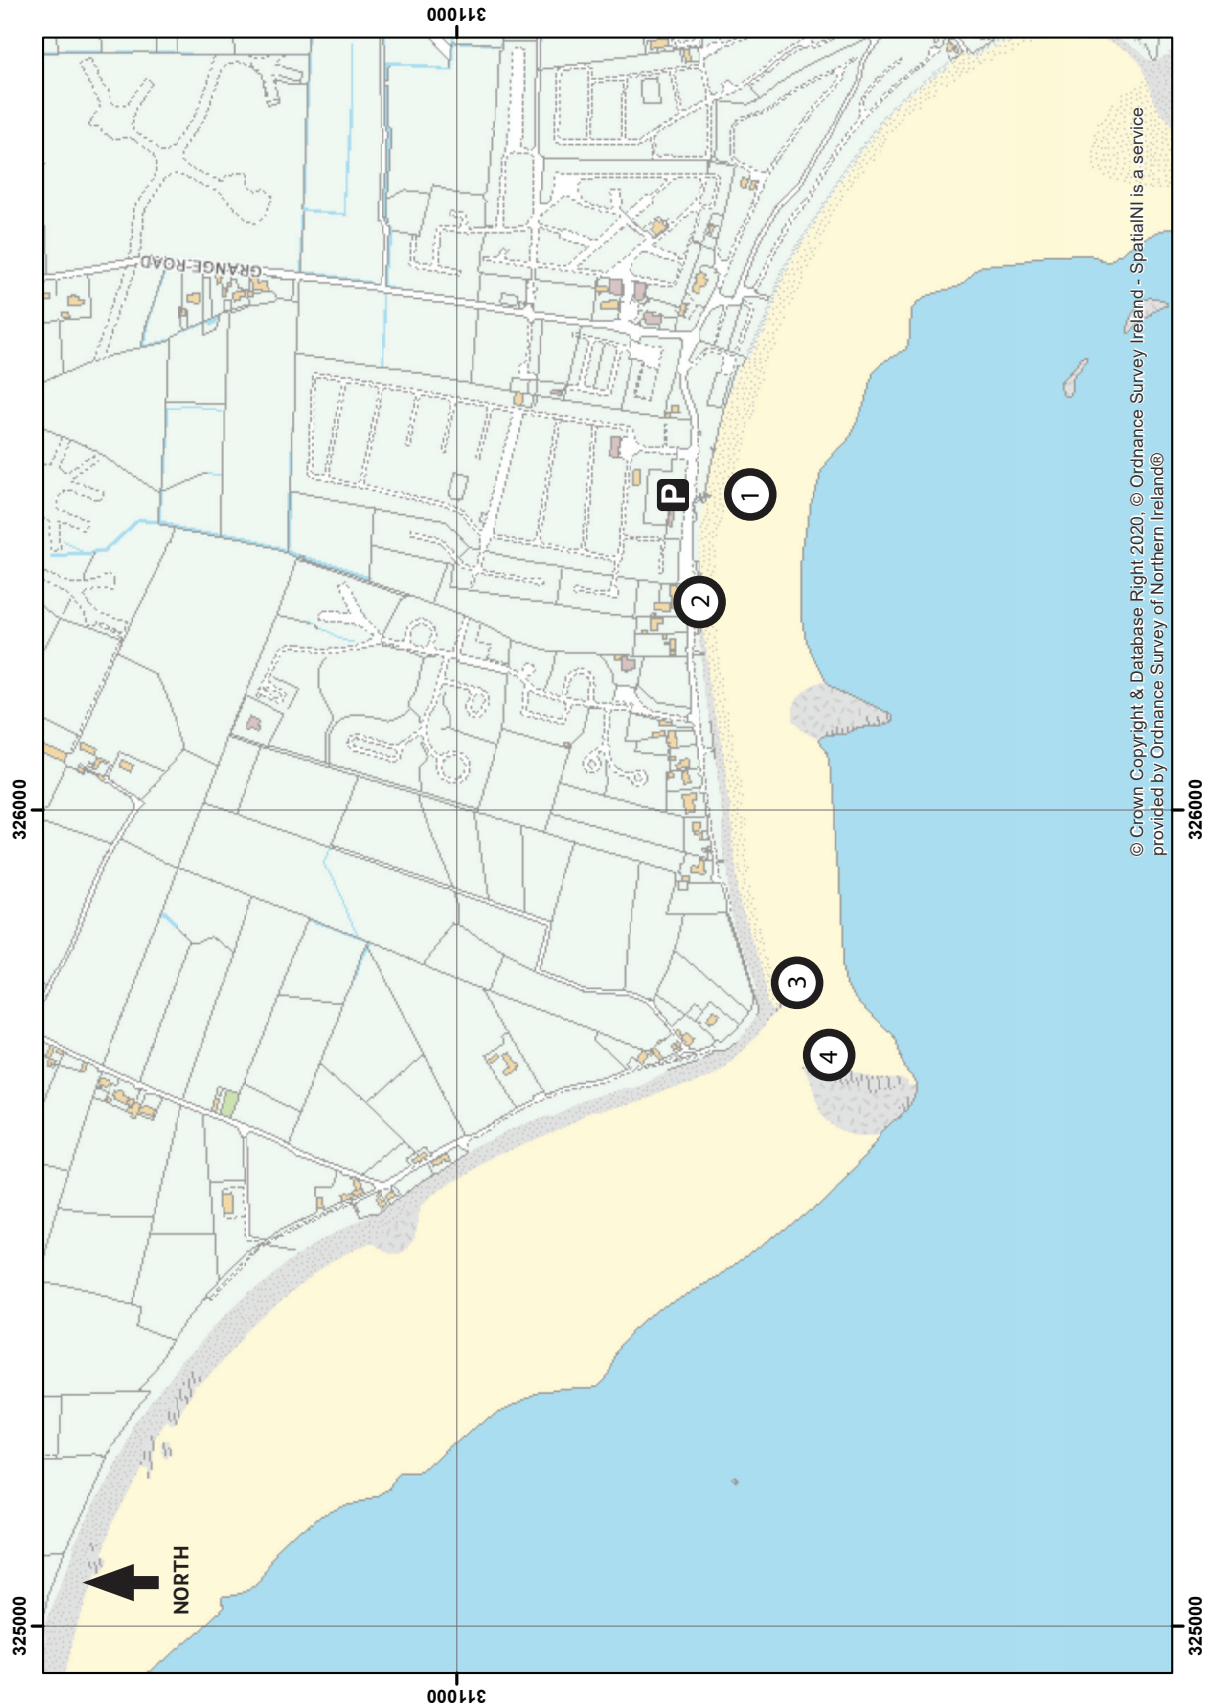 311000
326000
325000
GRANGE ROAD
P
1
2
3
4
NORTH
326000
325000
311000
© Crown Copyright & Database Right 2020, © Ordnance Survey Ireland - SpatialNI is a service
provided by Ordnance Survey of Northern Ireland®